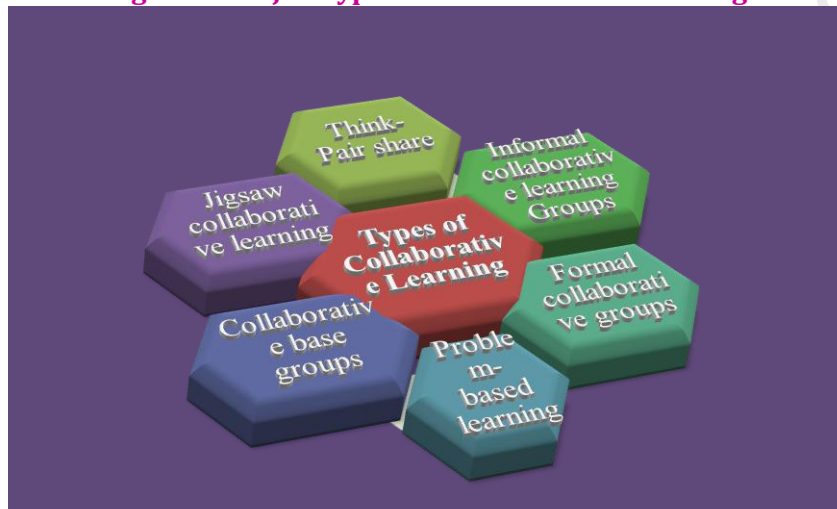 Think-
Pair share
Informal
collaborativ
e learning
Groups
Jigsaw
collaborati
ve learning
Types of
Collaborativ
e Learning
Formal
collaborati
ve groups
Collaborativ
e base
groups
Proble
m-
based
learning